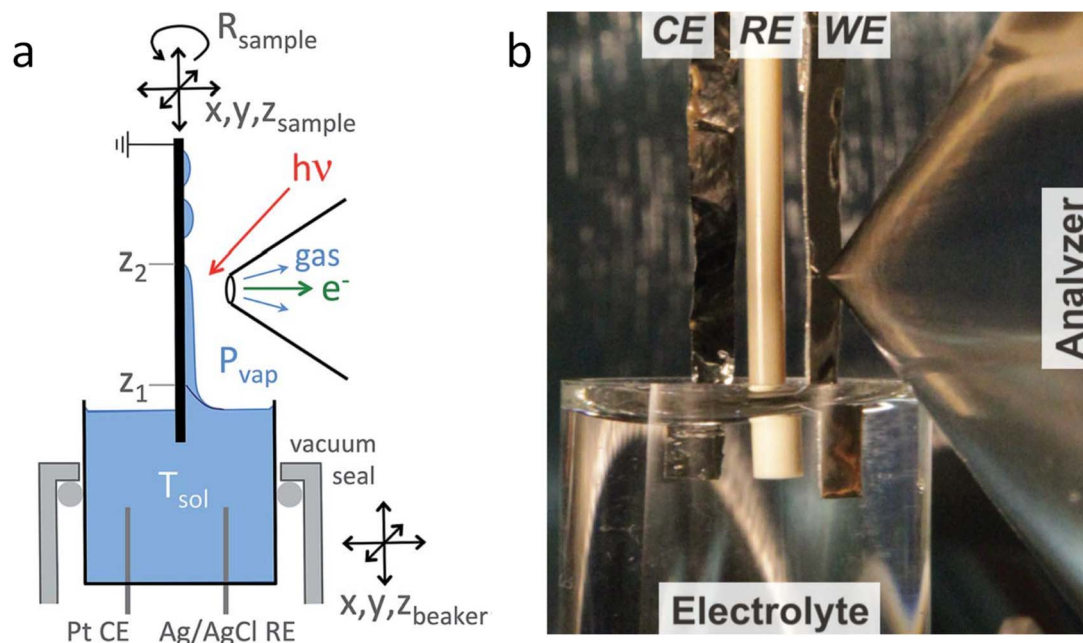 a
R_sample
x,y,z_sample
hν
z_2
gas
e^-
P_vap
z_1
vacuum
seal
T_sol
x,y,z_beaker
Pt CE
Ag/AgCl RE
b
CE
RE
WE
Analyzer
Electrolyte